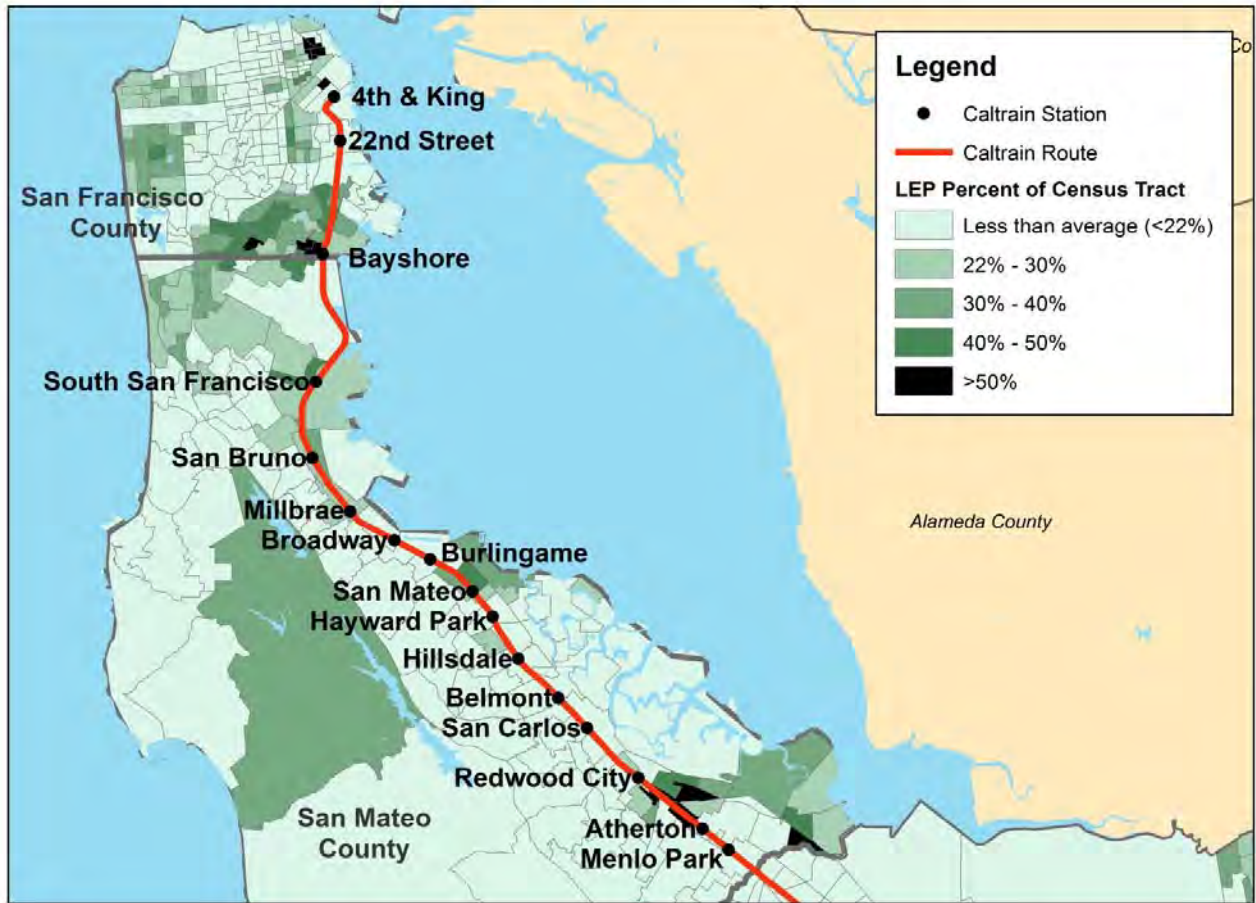 Co
Legend
Caltrain Station
Caltrain Route
LEP Percent of Census Tract
Less than average (<22%)
22% - 30%
30% - 40%
40% - 50%
>50%
4th & King
22nd Street
San Francisco
County
Bayshore
South San Francisco
San Bruno
Millbrae
Broadway
Burlingame
San Mateo
Hayward Park
Hillsdale
Belmont
San Carlos
Redwood City
Atherton
Menlo Park
San Mateo
County
Alameda County